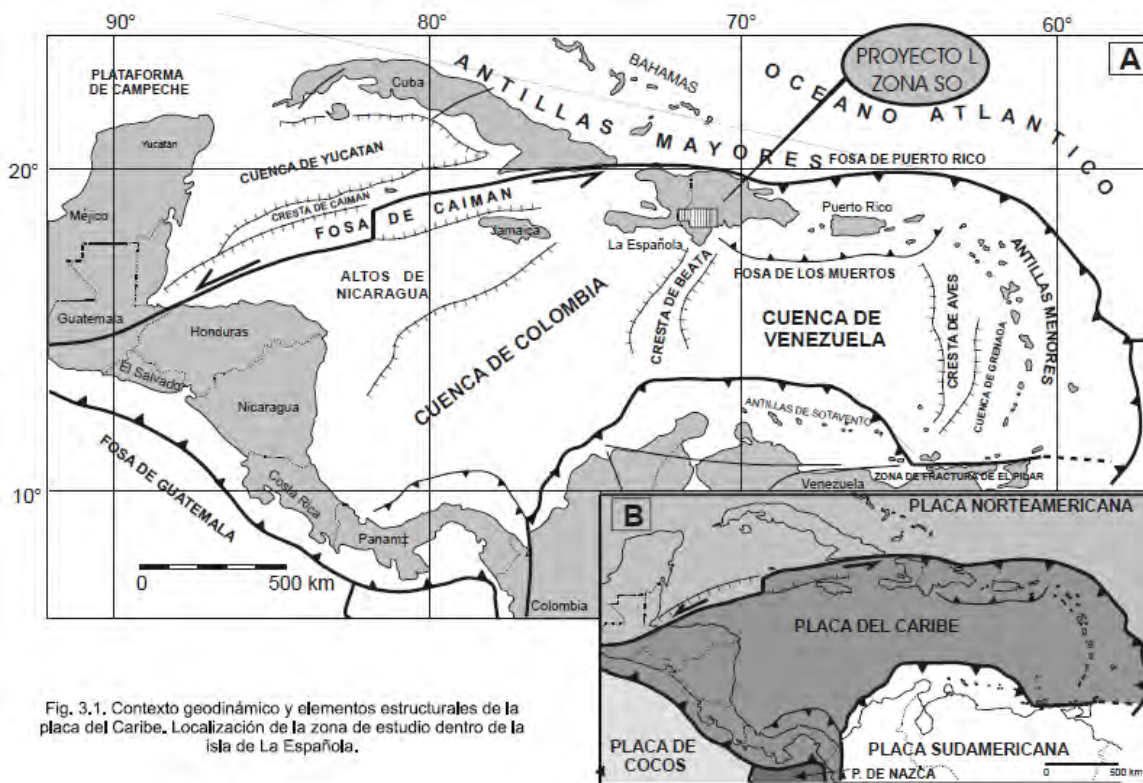 90°
80°
70°
60°
A
PLATAFORMA
DE CAMPECHE
Cuba
ANTILLAS MAYORES
BAHAMAS
PROYECTO L
ZONA SO
OCEANO ATLANTICO
Yucatán
20°
CUENCA DE YUCATAN
FOSA DE PUERTO RICO
CRESTA DE CAIMAN
FOSA DE CAIMAN
Méjico
Jamaica
La Española
Puerto Rico
ALTOS DE
NICARAGUA
FOSA DE LOS MUERTOS
ANTILLAS MENORES
Guatemala
Honduras
El Salvador
Nicaragua
CUENCA DE COLOMBIA
CRESTA DE BEATA
CUENCA DE
VENEZUELA
CRESTA DE AVES
CUENCA DE GRENADA
ANTILLAS DE SOTAVENTO
FOSA DE GUATEMALA
10°
Costa Rica
Panam‡
Venezuela
ZONA DE FRACTURA DE EL PILAR
0 500 km
Colombia
B
PLACA NORTEAMERICANA
PLACA DEL CARIBE
PLACA DE
COCOS
PLACA SUDAMERICANA
P. DE NAZCA
0 500 km
Fig. 3.1. Contexto geodinámico y elementos estructurales de la
placa del Caribe. Localización de la zona de estudio dentro de la
isla de La Española.